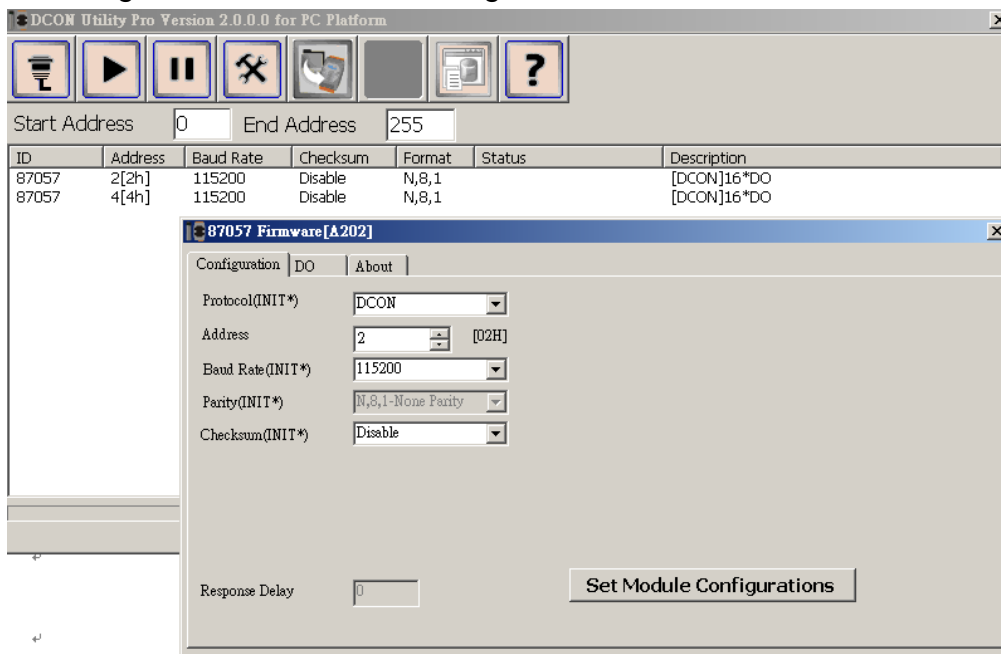 DCON Utility Pro Version 2.0.0.0 for PC Platform
Start Address 0 End Address 255
ID Address Baud Rate Checksum Format Status Description
87057 2[2h] 115200 Disable N,8,1 [DCON]16*DO
87057 4[4h] 115200 Disable N,8,1 [DCON]16*DO
87057 Firmware[A202]
Configuration DO About
Protocol(INIT*) DCON
Address 2 [02H]
Baud Rate(INIT*) 115200
Parity(INIT*) N,8,1-None Parity
Checksum(INIT*) Disable
Response Delay 0 Set Module Configurations